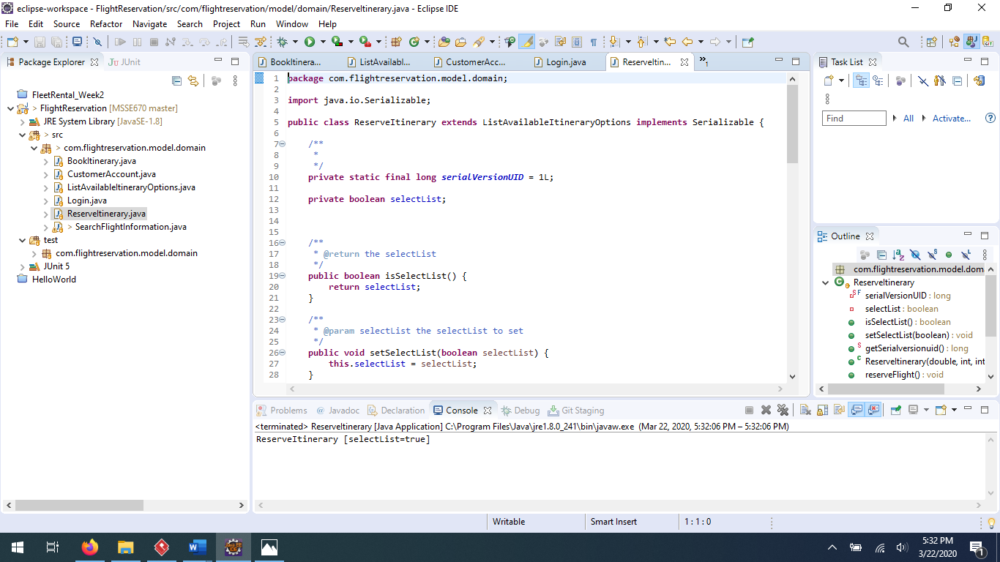 eclipse-workspace - FlightReservation/src/com/flightreservation/model/domain/ReserveItinerary.java - Eclipse IDE
File Edit Source Refactor Navigate Search Project Run Window Help
Package Explorer JUnit
FleetRental_Week2
> FlightReservation [MSSE670 master]
JRE System Library [JavaSE-1.8]
> src
> com.flightreservation.model.domain
BookItinerary.java
CustomerAccount.java
ListAvailableItineraryOptions.java
Login.java
ReserveItinerary.java
> SearchFlightInformation.java
test
com.flightreservation.model.domain
JUnit 5
HelloWorld
BookItinera... ListAvailabl... CustomerAcc... Login.java ReserveItin... »1
1 package com.flightreservation.model.domain;
2
3 import java.io.Serializable;
4
5 public class ReserveItinerary extends ListAvailableItineraryOptions implements Serializable {
6
7 /**
8 *
9 */
10 private static final long serialVersionUID = 1L;
11
12 private boolean selectList;
13
14
15
16 /**
17 * @return the selectList
18 */
19 public boolean isSelectList() {
20 return selectList;
21 }
22
23 /**
24 * @param selectList the selectList to set
25 */
26 public void setSelectList(boolean selectList) {
27 this.selectList = selectList;
28 }
Task List
Find All Activate...
Outline
com.flightreservation.model.dom
ReserveItinerary
serialVersionUID : long
selectList : boolean
isSelectList() : boolean
setSelectList(boolean) : void
getSerialversionuid() : long
ReserveItinerary(double, int, int
reserveFlight() : void
Problems @ Javadoc Declaration Console Debug Git Staging
<terminated> ReserveItinerary [Java Application] C:\Program Files\Java\jre1.8.0_241\bin\javaw.exe (Mar 22, 2020, 5:32:06 PM – 5:32:06 PM)
ReserveItinerary [selectList=true]
Writable Smart Insert 1 : 1 : 0
5:32 PM
3/22/2020
1